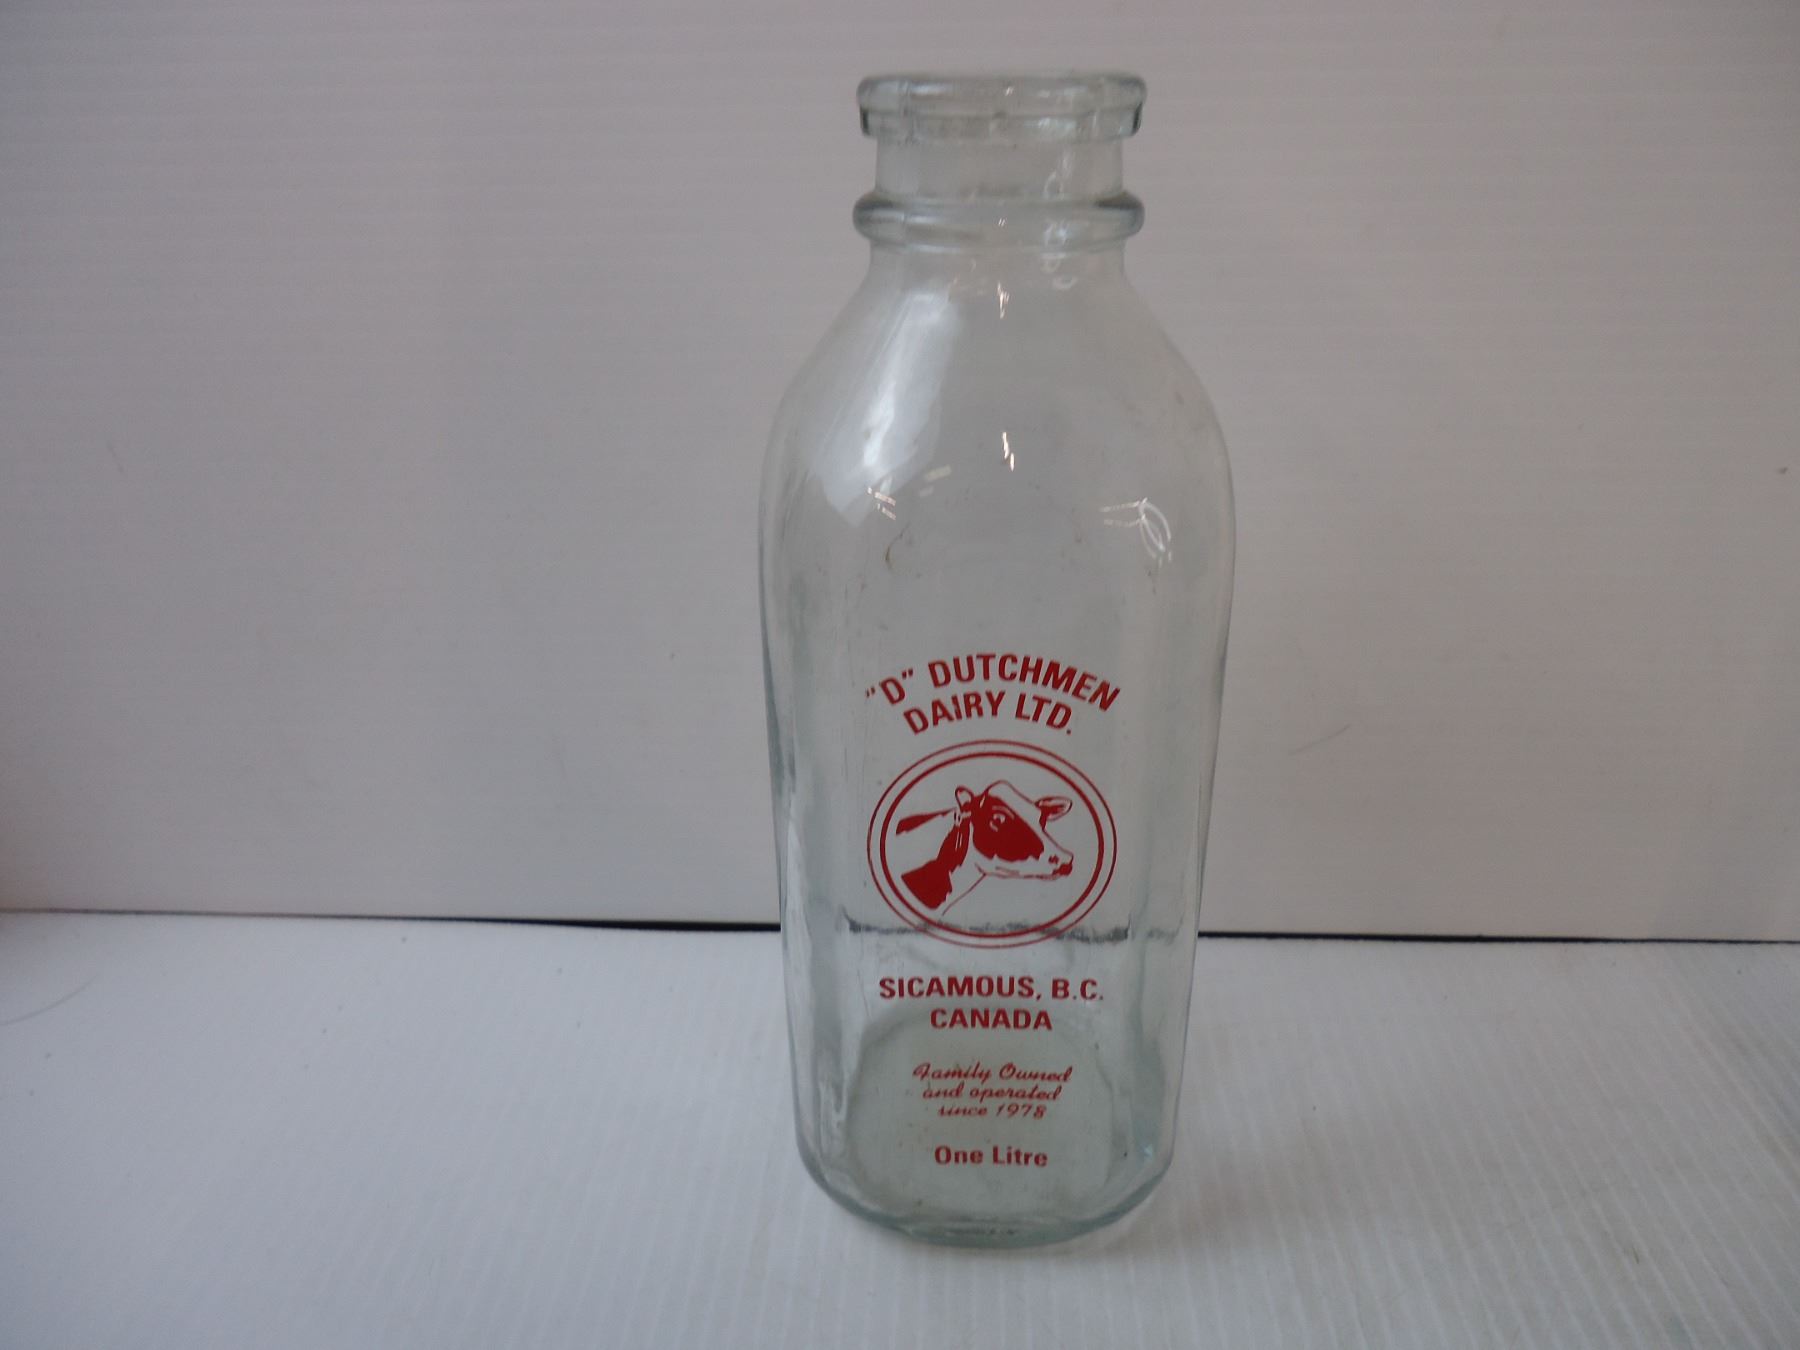 "D" DUTCHMEN
DAIRY LTD.
SICAMOUS, B.C.
CANADA
Family Owned
and operated
since 1978
One Litre